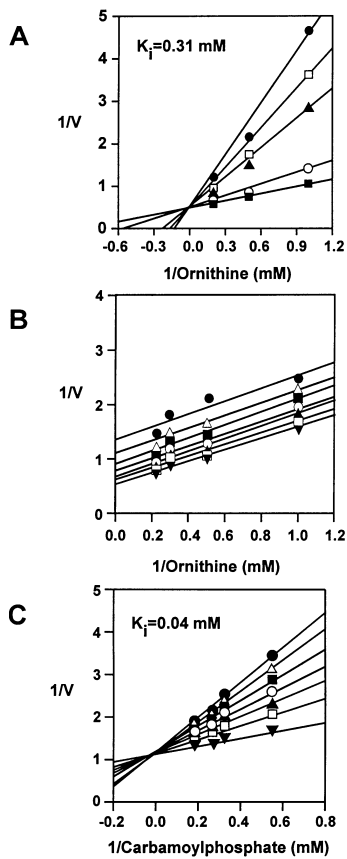 A
K_i=0.31 mM
5
4
3
2
1
0
1/V
-0.6 -0.3 0.0 0.3 0.6 0.9 1.2
1/Ornithine (mM)
B
4
3
2
1
0
1/V
0.0 0.2 0.4 0.6 0.8 1.0 1.2
1/Ornithine (mM)
C
K_i=0.04 mM
5
4
3
2
1
0
1/V
-0.2 0.0 0.2 0.4 0.6 0.8
1/Carbamoylphosphate (mM)